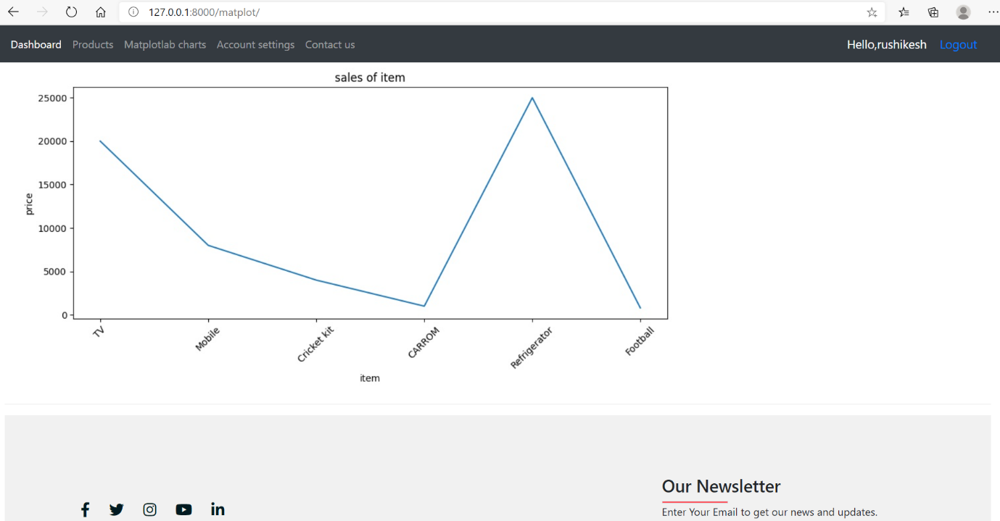 127.0.0.1:8000/matplot/
Dashboard Products Matplotlab charts Account settings Contact us Hello,rushikesh Logout
sales of item
25000
20000
15000
10000
5000
0
price
TV Mobile Cricket kit CARROM Refrigerator Football
item
Our Newsletter
Enter Your Email to get our news and updates.